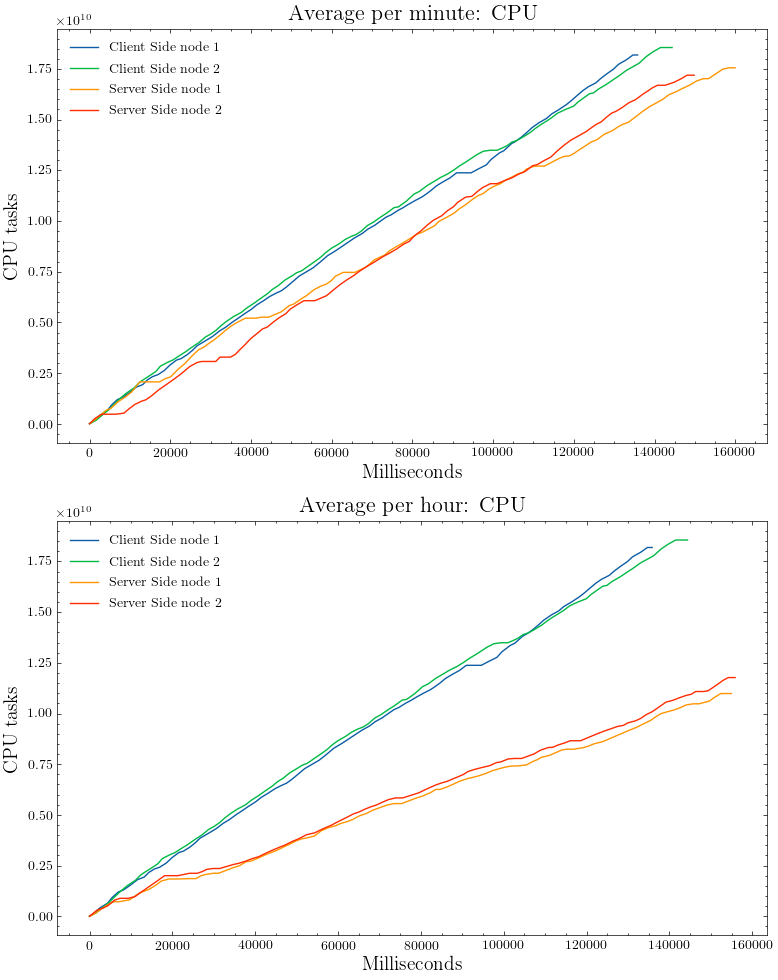 Average per minute: CPU
×10¹⁰
Client Side node 1
Client Side node 2
Server Side node 1
Server Side node 2
1.75
1.50
1.25
1.00
0.75
0.50
0.25
0.00
CPU tasks
0 20000 40000 60000 80000 100000 120000 140000 160000
Milliseconds
Average per hour: CPU
×10¹⁰
Client Side node 1
Client Side node 2
Server Side node 1
Server Side node 2
1.75
1.50
1.25
1.00
0.75
0.50
0.25
0.00
CPU tasks
0 20000 40000 60000 80000 100000 120000 140000 160000
Milliseconds